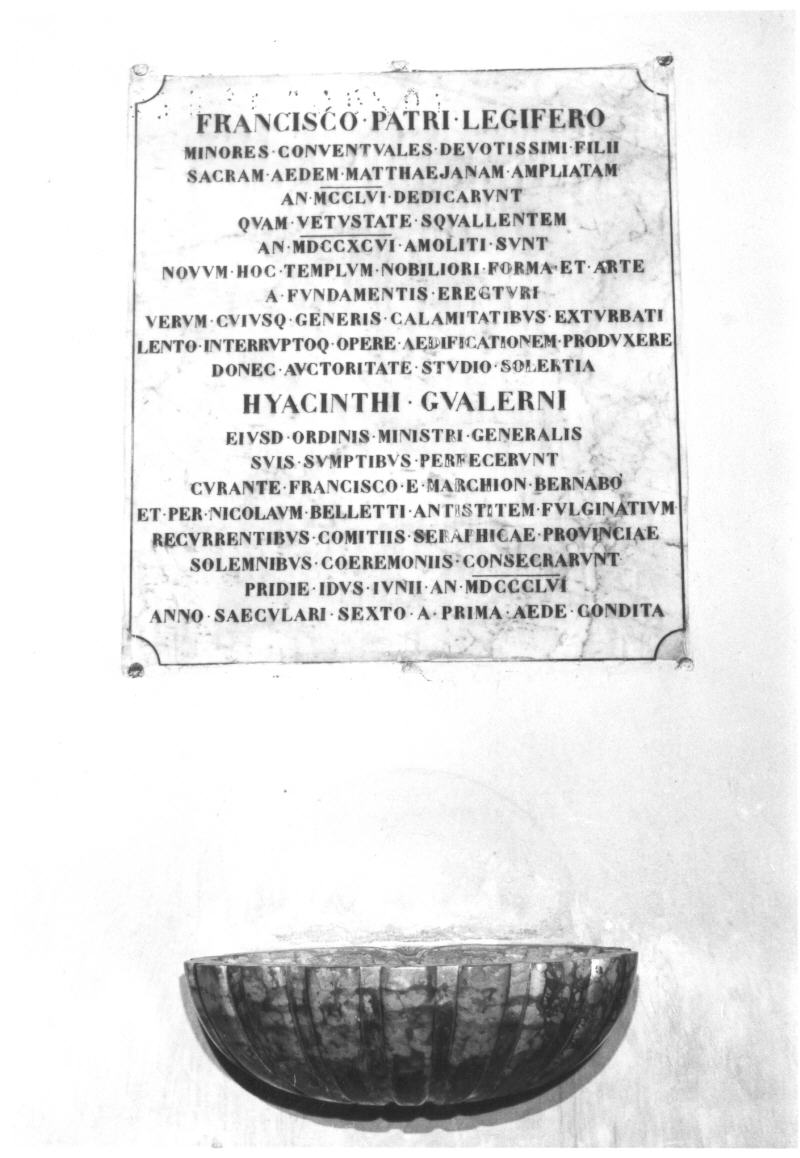 FRANCISCO·PATRI·LEGIFERO
MINORES·CONVENTVALES·DEVOTISSIMI·FILII
SACRAM·AEDEM·MATTHAEJANAM·AMPLIATAM
AN·MCCLVI·DEDICARVNT
QVAM·VETVSTATE·SQVALLENTEM
AN·MDCCXCVI·AMOLITI·SVNT
NOVVM·HOC·TEMPLVM·NOBILIORI·FORMA·ET·ARTE
A·FVNDAMENTIS·ERECTVRI
VERVM·CVIVSQ·GENERIS·CALAMITATIBVS·EXTVRBATI
LENTO·INTERRVPTOQ·OPERE·AEDIFICATIONEM·PRODVXERE
DONEC·AVCTORITATE·STVDIO·SOLERTIA
HYACINTHI·GVALERNI
EIVSD·ORDINIS·MINISTRI·GENERALIS
SVIS·SVMPTIBVS·PERFECERVNT
CVRANTE·FRANCISCO·E·MARCHION·BERNABO'
ET·PER·NICOLAVM·BELLETTI·ANTISTITEM·FVLGINATIVM
RECVRRENTIBVS·COMITIIS·SERAPHICAE·PROVINCIAE
SOLEMNIBVS·COEREMONIIS·CONSECRARVNT
PRIDIE·IDVS·IVNII·AN·MDCCCLVI
ANNO·SAECVLARI·SEXTO·A·PRIMA·AEDE·CONDITA